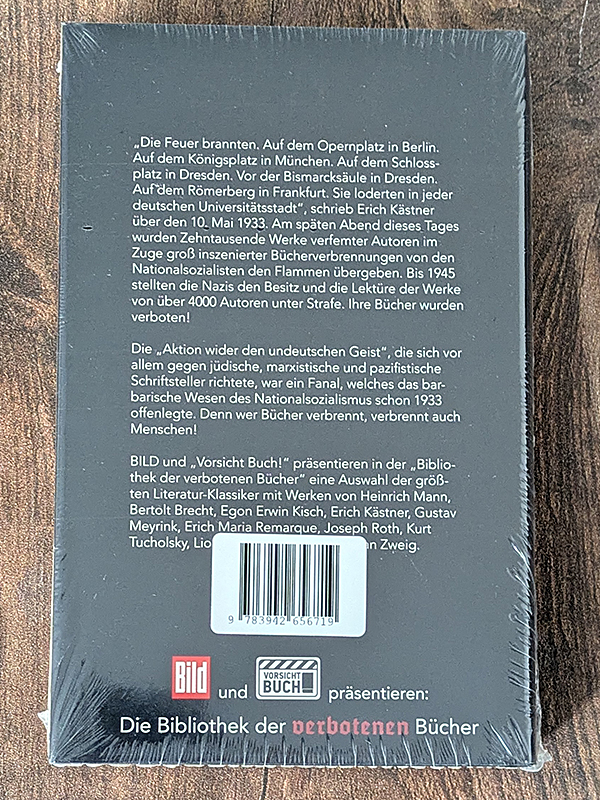 „Die Feuer brannten. Auf dem Opernplatz in Berlin.
Auf dem Königsplatz in München. Auf dem Schloss-
platz in Dresden. Vor der Bismarcksäule in Dresden.
Auf dem Römerberg in Frankfurt. Sie loderten in jeder
deutschen Universitätsstadt“, schrieb Erich Kästner
über den 10. Mai 1933. Am späten Abend dieses Tages
wurden Zehntausende Werke verfemter Autoren im
Zuge groß inszenierter Bücherverbrennungen von den
Nationalsozialisten den Flammen übergeben. Bis 1945
stellten die Nazis den Besitz und die Lektüre der Werke
von über 4000 Autoren unter Strafe. Ihre Bücher wurden
verboten!
Die „Aktion wider den undeutschen Geist“, die sich vor
allem gegen jüdische, marxistische und pazifistische
Schriftsteller richtete, war ein Fanal, welches das bar-
barische Wesen des Nationalsozialismus schon 1933
offenlegte. Denn wer Bücher verbrennt, verbrennt auch
Menschen!
BILD und „Vorsicht Buch!“ präsentieren in der „Biblio-
thek der verbotenen Bücher“ eine Auswahl der größ-
ten Literatur-Klassiker mit Werken von Heinrich Mann,
Bertolt Brecht, Egon Erwin Kisch, Erich Kästner, Gustav
Meyrink, Erich Maria Remarque, Joseph Roth, Kurt
Tucholsky, Zweig.
9 783942 656719
Bild und VORSICHT BUCH! präsentieren:
Die Bibliothek der verbotenen Bücher